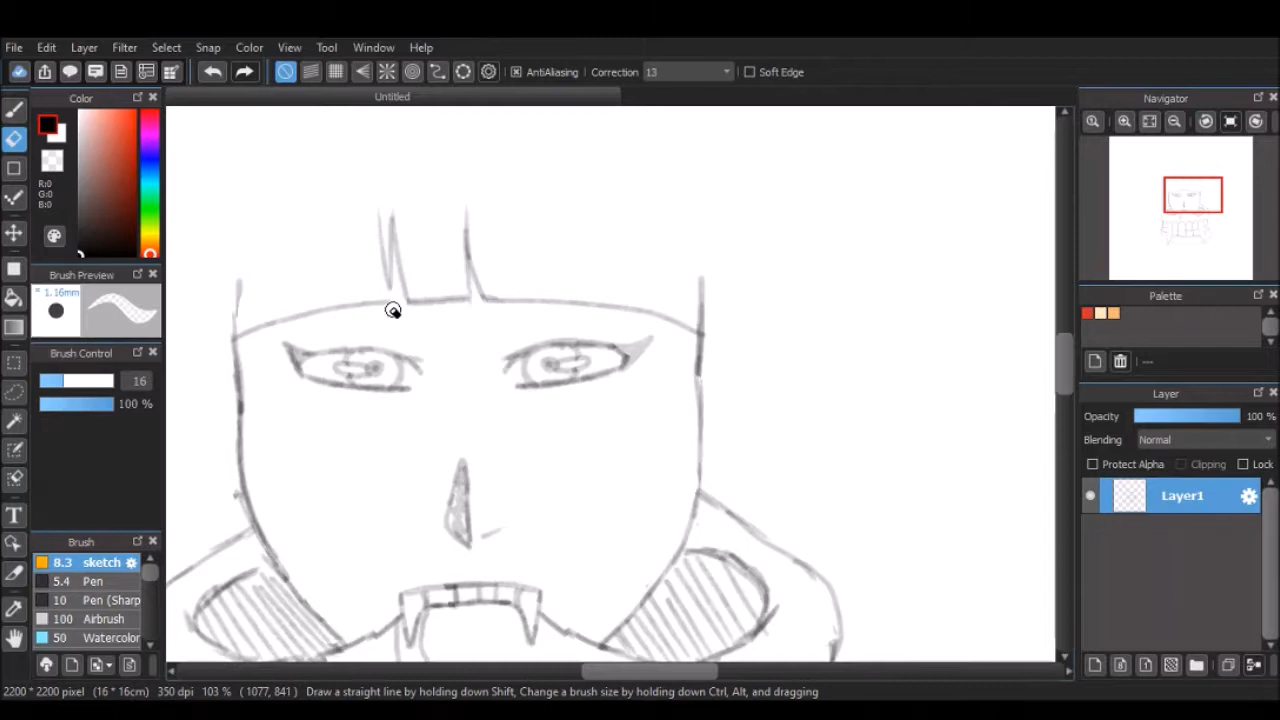 File Edit Layer Filter Select Snap Color View Tool Window Help
AntiAliasing Correction 13 Soft Edge
Color
Untitled
Navigator
R:0
G:0
B:0
Brush Preview
1.16mm
Brush Control
16
100 %
Palette
---
Layer
Opacity 100 %
Blending Normal
Protect Alpha Clipping Lock
Layer1
Brush
8.3 sketch
5.4 Pen
10 Pen (Sharp
100 Airbrush
50 Watercolor
T
2200 * 2200 pixel (16 * 16cm) 350 dpi 103 % ( 1077, 841 ) Draw a straight line by holding down Shift, Change a brush size by holding down Ctrl, Alt, and dragging